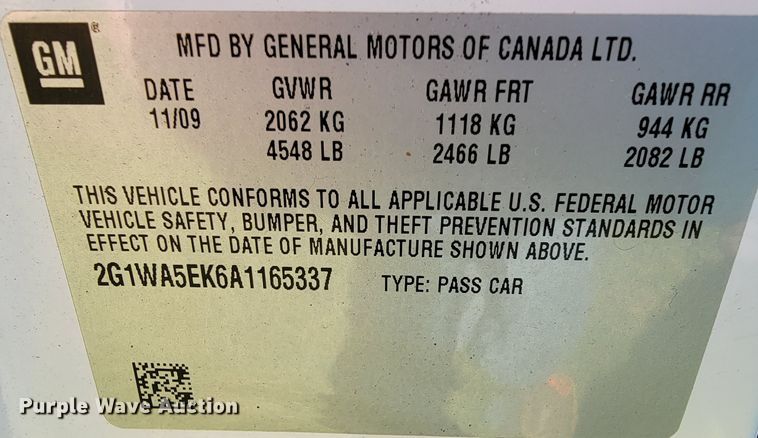 GM®
MFD BY GENERAL MOTORS OF CANADA LTD.
DATE GVWR GAWR FRT GAWR RR
11/09 2062 KG 1118 KG 944 KG
4548 LB 2466 LB 2082 LB
THIS VEHICLE CONFORMS TO ALL APPLICABLE U.S. FEDERAL MOTOR
VEHICLE SAFETY, BUMPER, AND THEFT PREVENTION STANDARDS IN
EFFECT ON THE DATE OF MANUFACTURE SHOWN ABOVE.
2G1WA5EK6A1165337 TYPE: PASS CAR
Purple Wave Auction